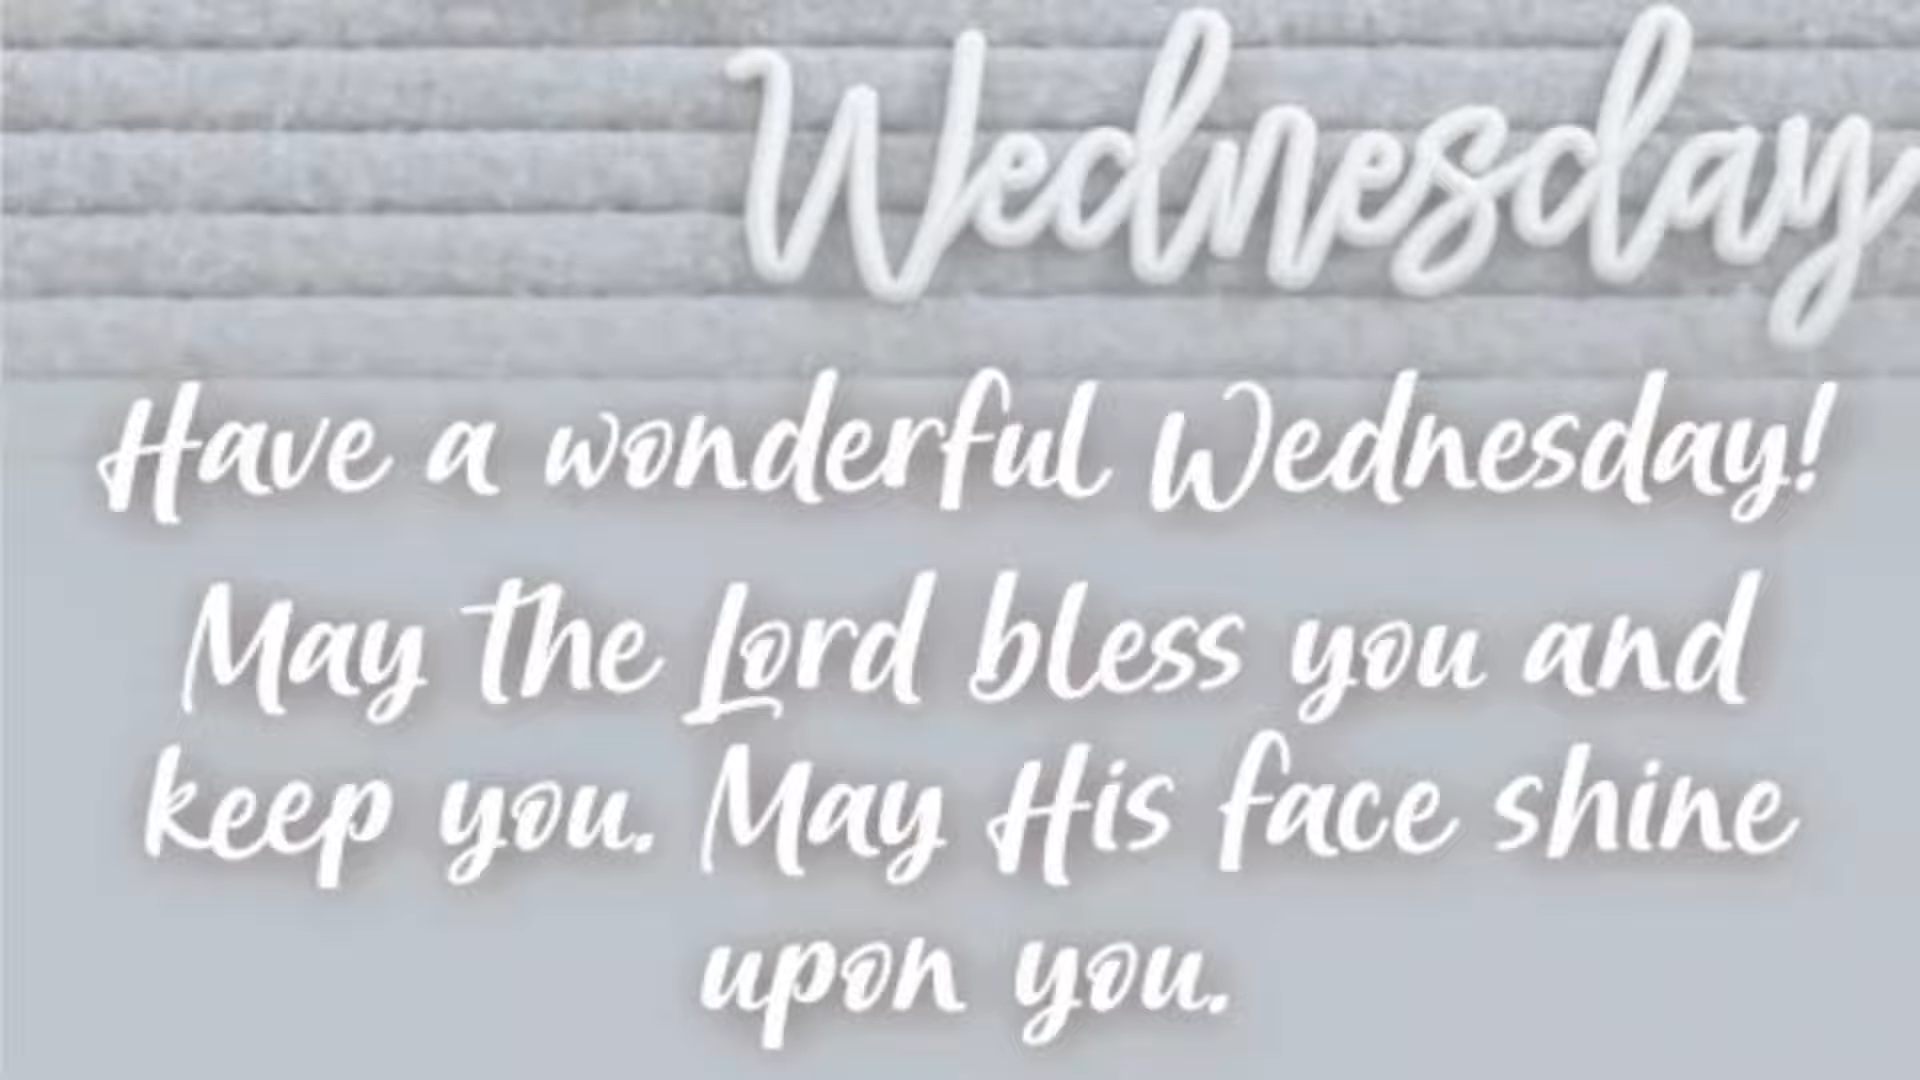 Wednesday
Have a wonderful Wednesday!
May the Lord bless you and
keep you. May His face shine
upon you.